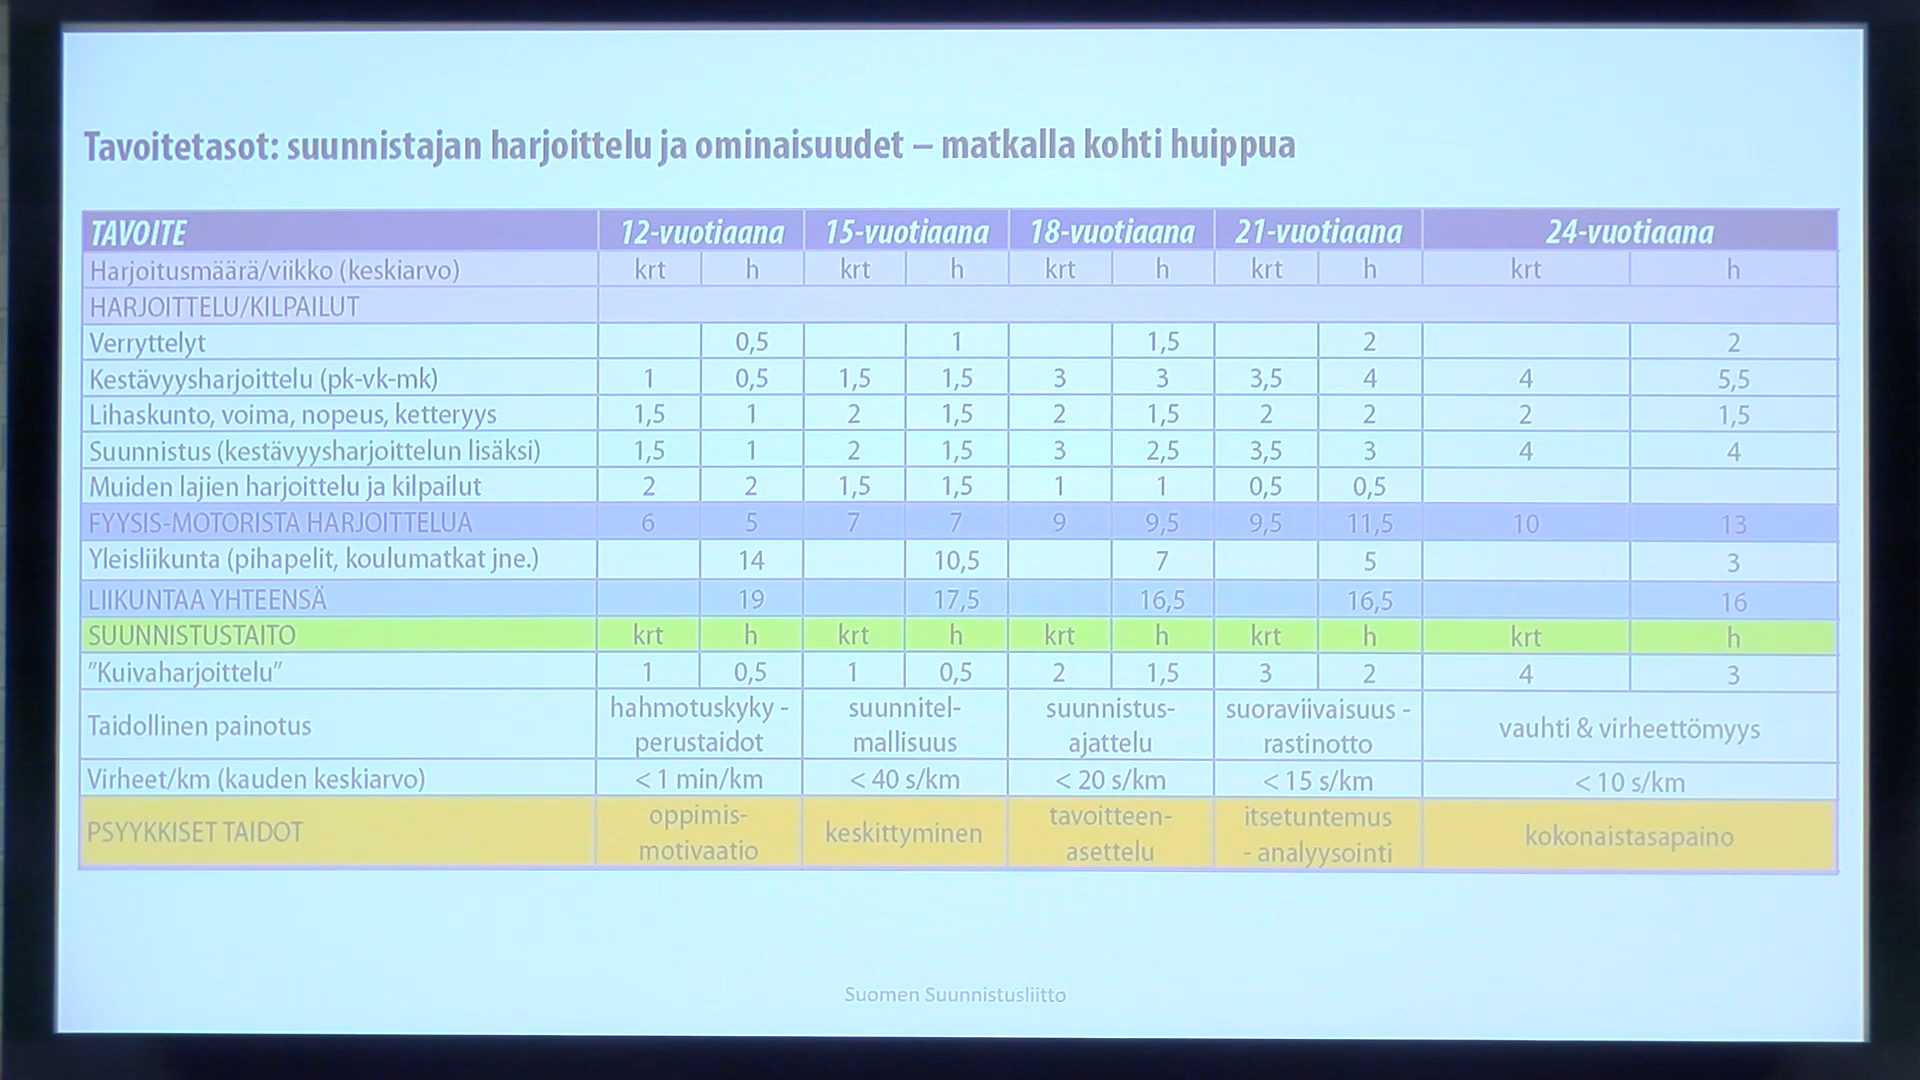 Tavoitetasot: suunnistajan harjoittelu ja ominaisuudet – matkalla kohti huippua
TAVOITE 12-vuotiaana 15-vuotiaana 18-vuotiaana 21-vuotiaana 24-vuotiaana
Harjoitusmäärä/viikko (keskiarvo) krt h krt h krt h krt h krt h
HARJOITTELU/KILPAILUT
Verryttelyt 0,5 1 1,5 2 2
Kestävyysharjoittelu (pk-vk-mk) 1 0,5 1,5 1,5 3 3 3,5 4 4 5,5
Lihaskunto, voima, nopeus, ketteryys 1,5 1 2 1,5 2 1,5 2 2 2 1,5
Suunnistus (kestävyysharjoittelun lisäksi) 1,5 1 2 1,5 3 2,5 3,5 3 4 4
Muiden lajien harjoittelu ja kilpailut 2 2 1,5 1,5 1 1 0,5 0,5
FYYSIS-MOTORISTA HARJOITTELUA 6 5 7 7 9 9,5 9,5 11,5 10 13
Yleisliikunta (pihapelit, koulumatkat jne.) 14 10,5 7 5 3
LIIKUNTAA YHTEENSÄ 19 17,5 16,5 16,5 16
SUUNNISTUSTAITO krt h krt h krt h krt h krt h
”Kuivaharjoittelu” 1 0,5 1 0,5 2 1,5 3 2 4 3
Taidollinen painotus hahmotuskyky - perustaidot suunnitel- mallisuus suunnistus- ajattelu suoraviivaisuus - rastinotto vauhti & virheettömyys
Virheet/km (kauden keskiarvo) < 1 min/km < 40 s/km < 20 s/km < 15 s/km < 10 s/km
PSYYKKISET TAIDOT oppimis- motivaatio keskittyminen tavoitteen- asettelu itsetuntemus - analyysointi kokonaistasapaino
Suomen Suunnistusliitto